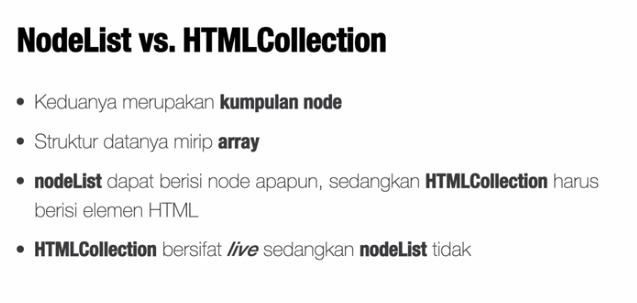 NodeList vs. HTMLCollection
• Keduanya merupakan kumpulan node
• Struktur datanya mirip array
• nodeList dapat berisi node apapun, sedangkan HTMLCollection harus
berisi elemen HTML
• HTMLCollection bersifat live sedangkan nodeList tidak